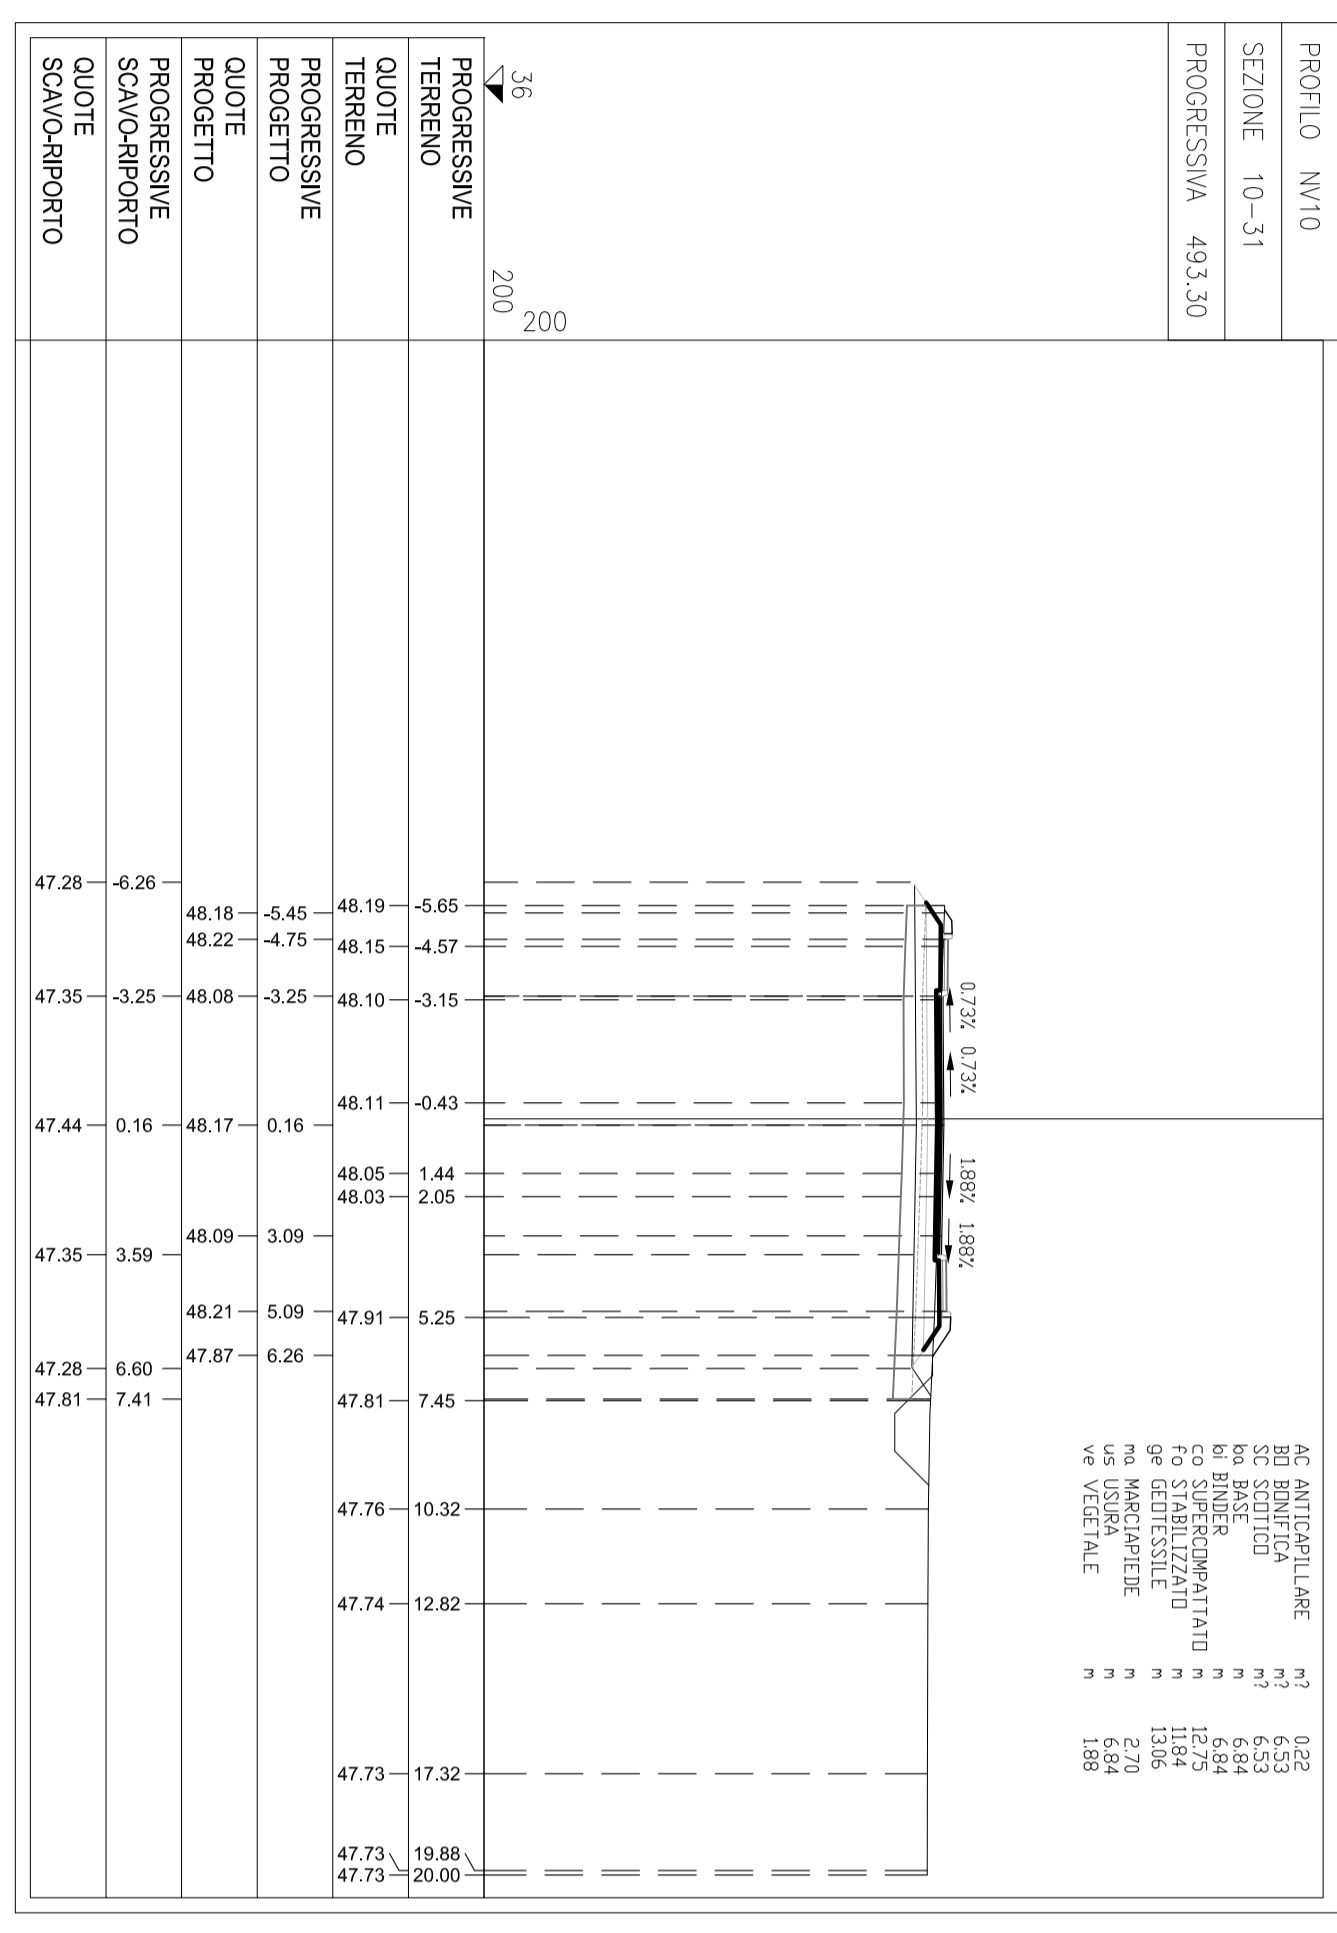 PROFILO NV10
SEZIONE 10-31
PROGRESSIVA 493.30
AC ANTICAPILLARE m? 0.22
BO BONIFICA m? 6.53
SC SCOTICO m? 6.53
ba BASE m 6.84
bi BINDER m 6.84
co SUPERCOMPATTATO m 12.75
fo STABILIZZATO m 11.84
ge GEOTESSILE m 13.06
ma MARCIAPIEDE m 2.70
us USURA m 6.84
ve VEGETALE m 1.88
0.73% 0.73% 1.88% 1.88%
36
200
200
PROGRESSIVE
TERRENO
-5.65 -4.57 -3.15 -0.43 1.44 2.05 5.25 7.45 10.32 12.82 17.32 19.88 20.00
QUOTE
TERRENO
48.19 48.15 48.10 48.11 48.05 48.03 47.91 47.81 47.76 47.74 47.73 47.73 47.73
PROGRESSIVE
PROGETTO
-5.45 -4.75 -3.25 0.16 3.09 5.09 6.26
QUOTE
PROGETTO
48.18 48.22 48.08 48.17 48.09 48.21 47.87
PROGRESSIVE
SCAVO-RIPORTO
-6.26 -3.25 0.16 3.59 6.60 7.41
QUOTE
SCAVO-RIPORTO
47.28 47.35 47.44 47.35 47.28 47.81